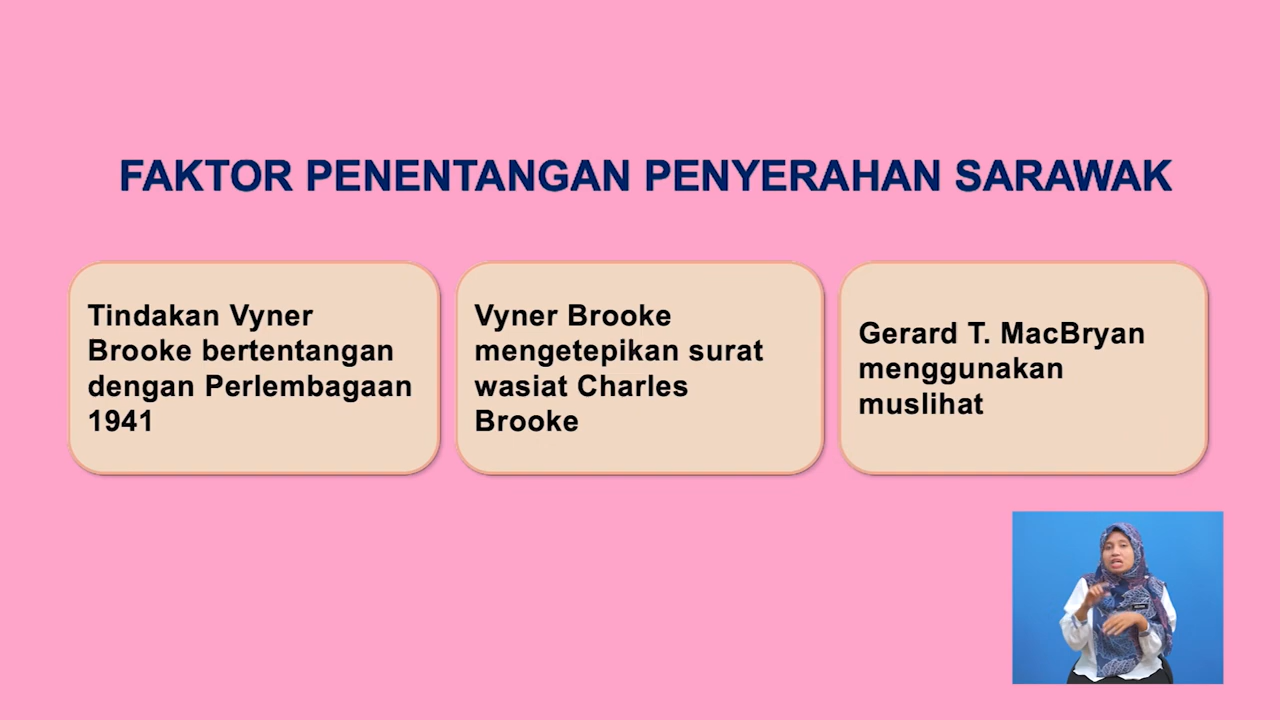 FAKTOR PENENTANGAN PENYERAHAN SARAWAK
Tindakan Vyner
Brooke bertentangan
dengan Perlembagaan
1941
Vyner Brooke
mengetepikan surat
wasiat Charles
Brooke
Gerard T. MacBryan
menggunakan
muslihat